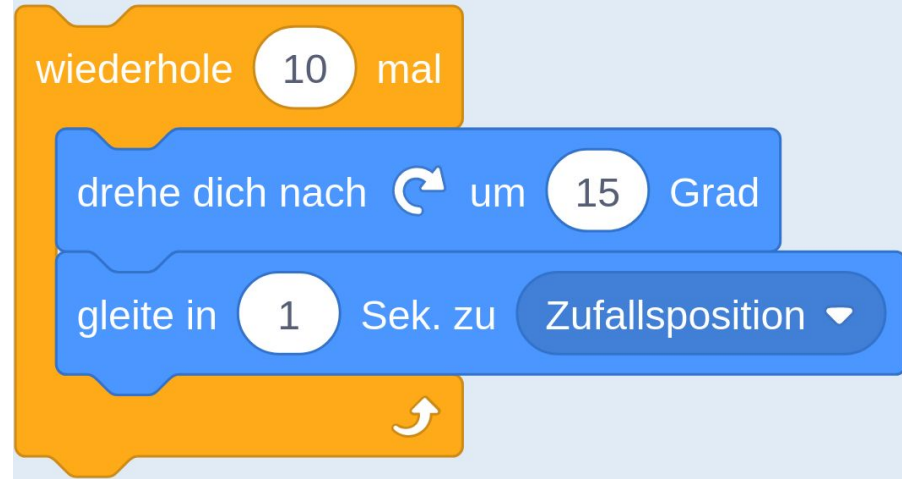 wiederhole 10 mal
drehe dich nach um 15 Grad
gleite in 1 Sek. zu Zufallsposition